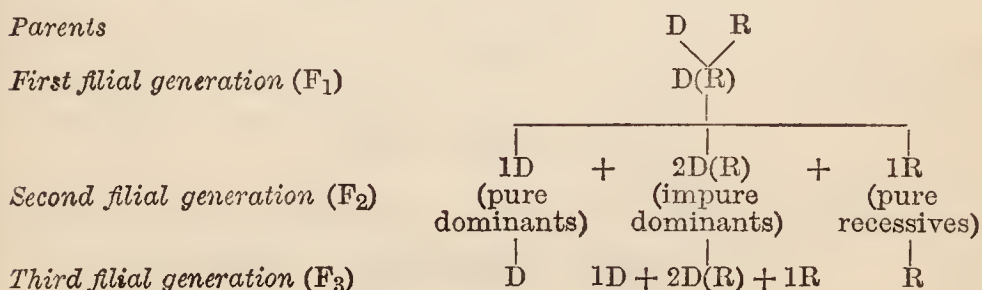 Parents D R
First filial generation (F₁) D(R)
Second filial generation (F₂) 1D + 2D(R) + 1R
(pure (impure (pure
dominants) dominants) recessives)
Third filial generation (F₃) D 1D + 2D(R) + 1R R